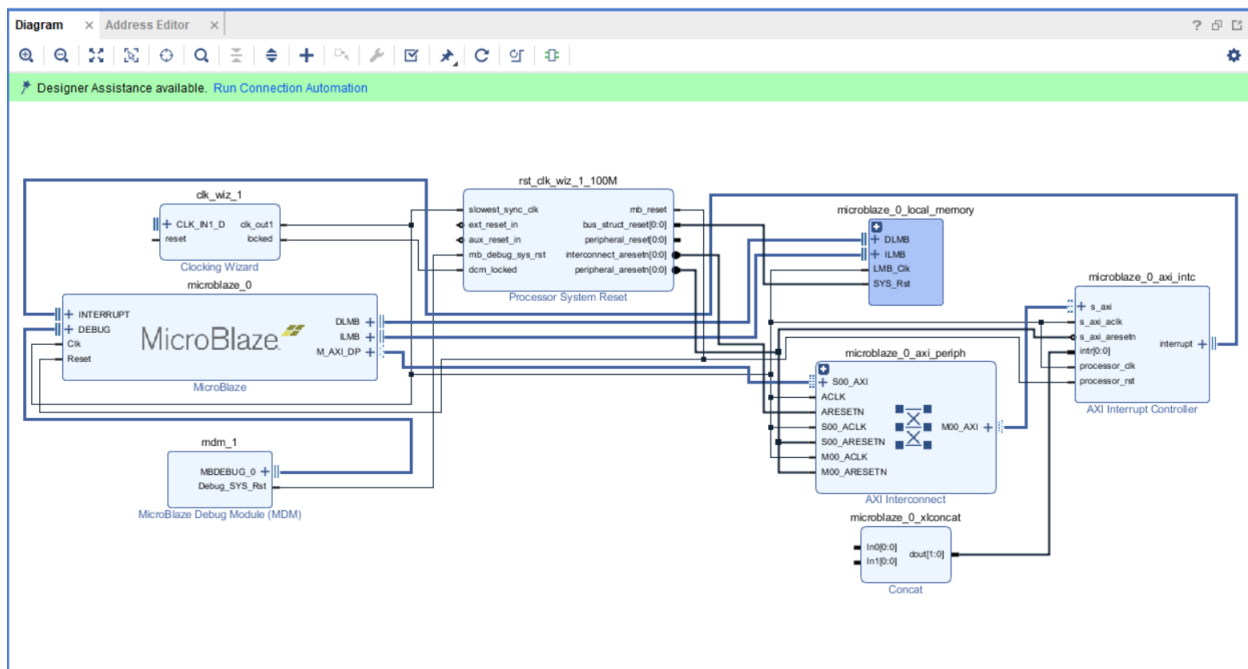 Diagram
Address Editor
Designer Assistance available. Run Connection Automation
clk_wiz_1
CLK_IN1_D
clk_out1
reset
locked
Clocking Wizard
rst_clk_wiz_1_100M
slowest_sync_clk
mb_reset
ext_reset_in
bus_struct_reset[0:0]
aux_reset_in
peripheral_reset[0:0]
mb_debug_sys_rst
interconnect_aresetn[0:0]
dcm_locked
peripheral_aresetn[0:0]
Processor System Reset
microblaze_0_local_memory
DLMB
ILMB
LMB_Clk
SYS_Rst
microblaze_0
INTERRUPT
DEBUG
Clk
Reset
MicroBlaze
DLMB
ILMB
M_AXI_DP
MicroBlaze
microblaze_0_axi_intc
s_axi
s_axi_aclk
s_axi_aresetn
intr[0:0]
processor_clk
processor_rst
interrupt
AXI Interrupt Controller
microblaze_0_axi_periph
S00_AXI
ACLK
ARESETN
S00_ACLK
S00_ARESETN
M00_ACLK
M00_ARESETN
M00_AXI
AXI Interconnect
mdm_1
MBDEBUG_0
Debug_SYS_Rst
MicroBlaze Debug Module (MDM)
microblaze_0_xlconcat
In0[0:0]
In1[0:0]
dout[1:0]
Concat